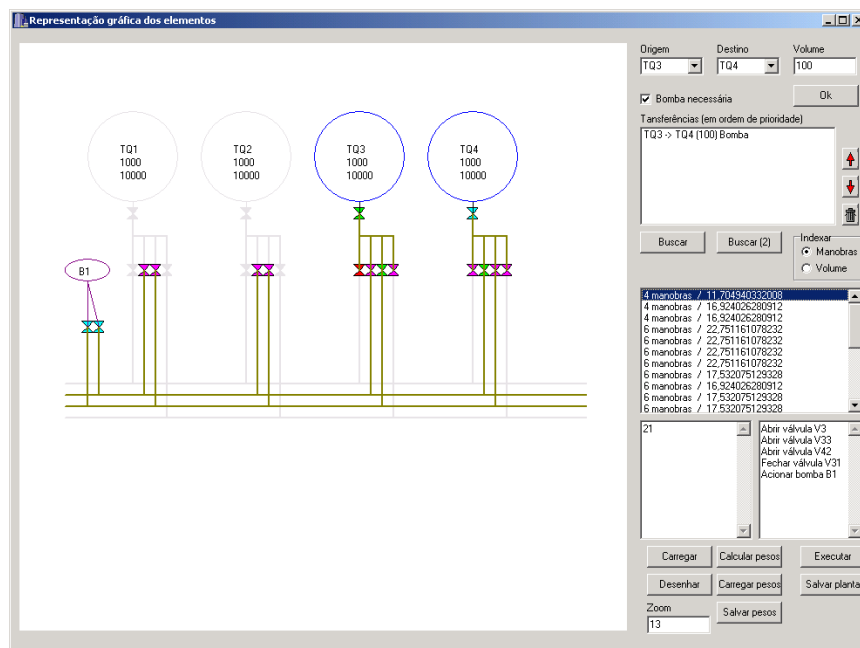 Representação gráfica dos elementos
Origem Destino Volume
TQ3 TQ4 100
Bomba necessária Ok
Tansferências (em ordem de prioridade)
TQ3 -> TQ4 (100) Bomba
TQ1 TQ2 TQ3 TQ4
1000 1000 1000 1000
10000 10000 10000 10000
B1
Buscar Buscar (2)
Indexar
Manobras
Volume
4 manobras / 11,704940332008
4 manobras / 16,924026280912
4 manobras / 16,924026280912
6 manobras / 22,751161078232
6 manobras / 22,751161078232
6 manobras / 22,751161078232
6 manobras / 22,751161078232
6 manobras / 17,532075129328
6 manobras / 16,924026280912
6 manobras / 17,532075129328
21
Abrir válvula V3
Abrir válvula V33
Abrir válvula V42
Fechar válvula V31
Acionar bomba B1
Carregar Calcular pesos Executar
Desenhar Carregar pesos Salvar planta
Zoom
13
Salvar pesos